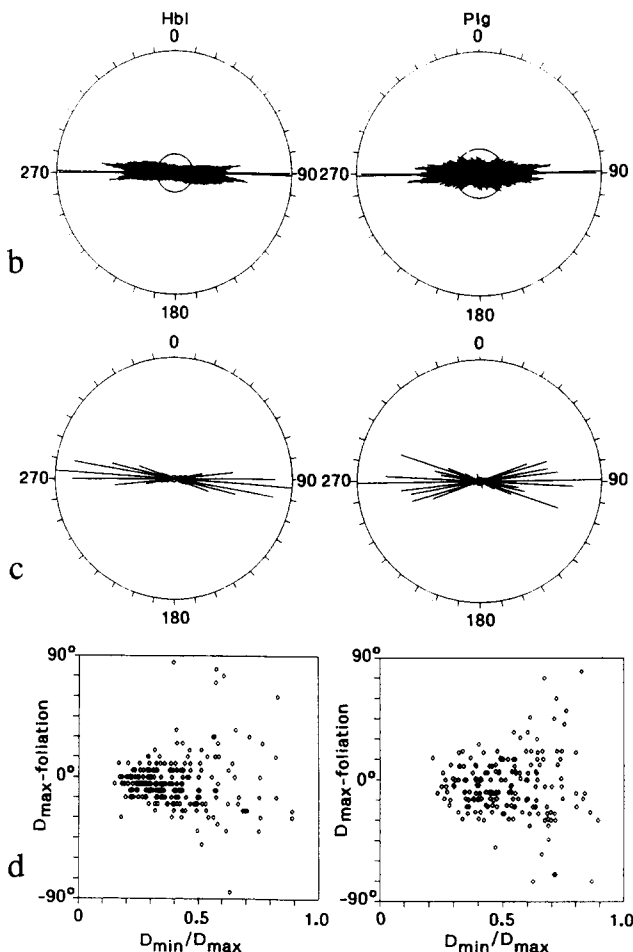 Hbl Plg
0 0
270 90 270 90
b
180 180
0 0
270 90 270 90
c
180 180
90° 90°
Dmax-foliation Dmax-foliation
0° 0°
d
-90° -90°
0 0.5 1.0 0 0.5 1.0
Dmin/Dmax Dmin/Dmax